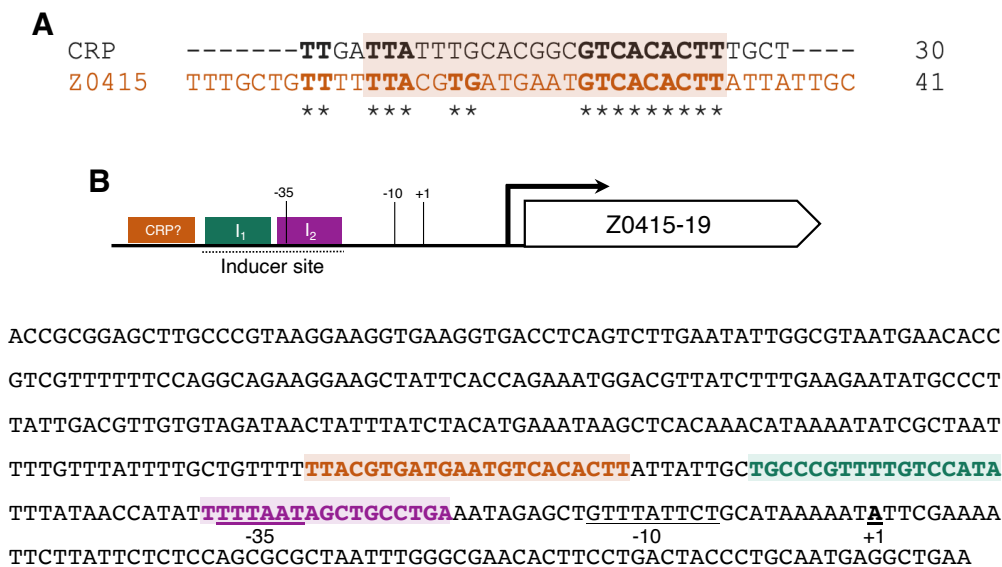 A
CRP -------TTGATTATTTGCACGGCGTCACACTTTGCT---- 30
Z0415 TTTGCTGTTTTTTACGTGATGAATGTCACACTTATTATTGC 41
** *** ** *********
B
-35 -10 +1
CRP? I1 I2 Z0415-19
Inducer site
ACCGCGGAGCTTGCCCGTAAGGAAGGTGAAGGTGACCTCAGTCTTGAATATTGGCGTAATGAACACC
GTCGTTTTTTCCAGGCAGAAGGAAGCTATTCACCAGAAATGGACGTTATCTTTGAAGAATATGCCCT
TATTGACGTTGTGTAGATAACTATTTATCTACATGAAATAAGCTCACAAACATAAAATATCGCTAAT
TTTGTTTATTTTGCTGTTTTTTACGTGATGAATGTCACACTTATTATTGCTGCCCGTTTTGTCCATA
TTTATAACCATATTTTTAATAGCTGCCTGAAATAGAGCTGTTTATTCTGCATAAAAATATTCGAAAA
-35 -10 +1
TTCTTATTCTCTCCAGCGCGCTAATTTGGGCGAACACTTCCTGACTACCCTGCAATGAGGCTGAA